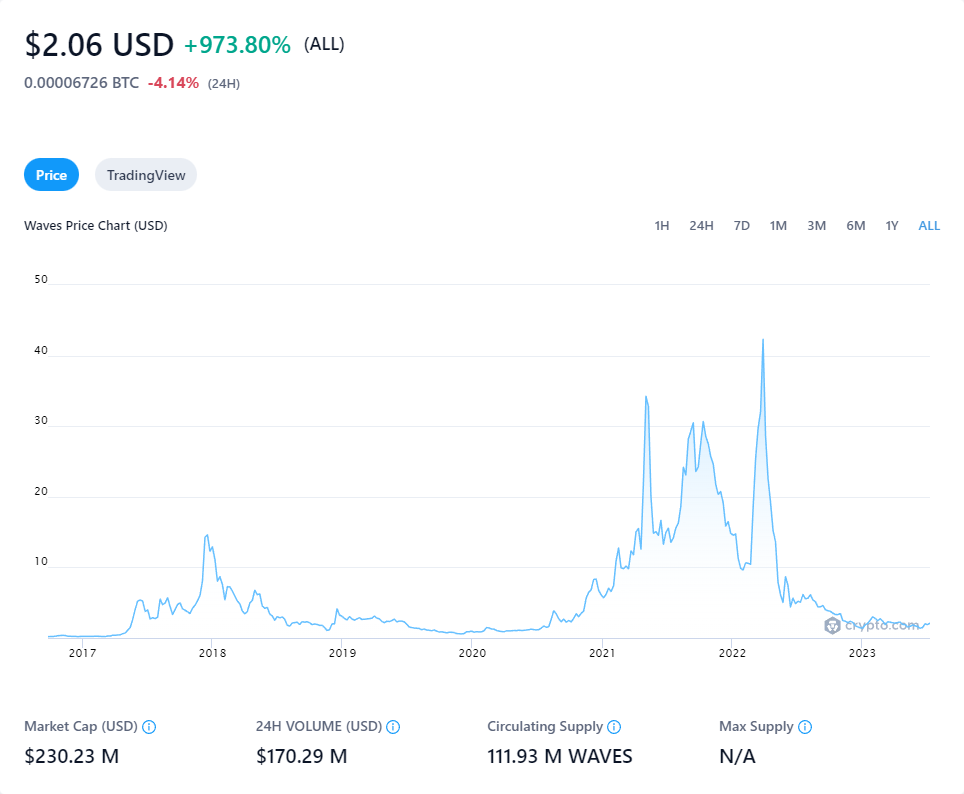 $2.06 USD +973.80% (ALL)
0.00006726 BTC -4.14% (24H)
Price TradingView
Waves Price Chart (USD) 1H 24H 7D 1M 3M 6M 1Y ALL
50
40
30
20
10
crypto.com
2017 2018 2019 2020 2021 2022 2023
Market Cap (USD) 24H VOLUME (USD) Circulating Supply Max Supply
$230.23 M $170.29 M 111.93 M WAVES N/A